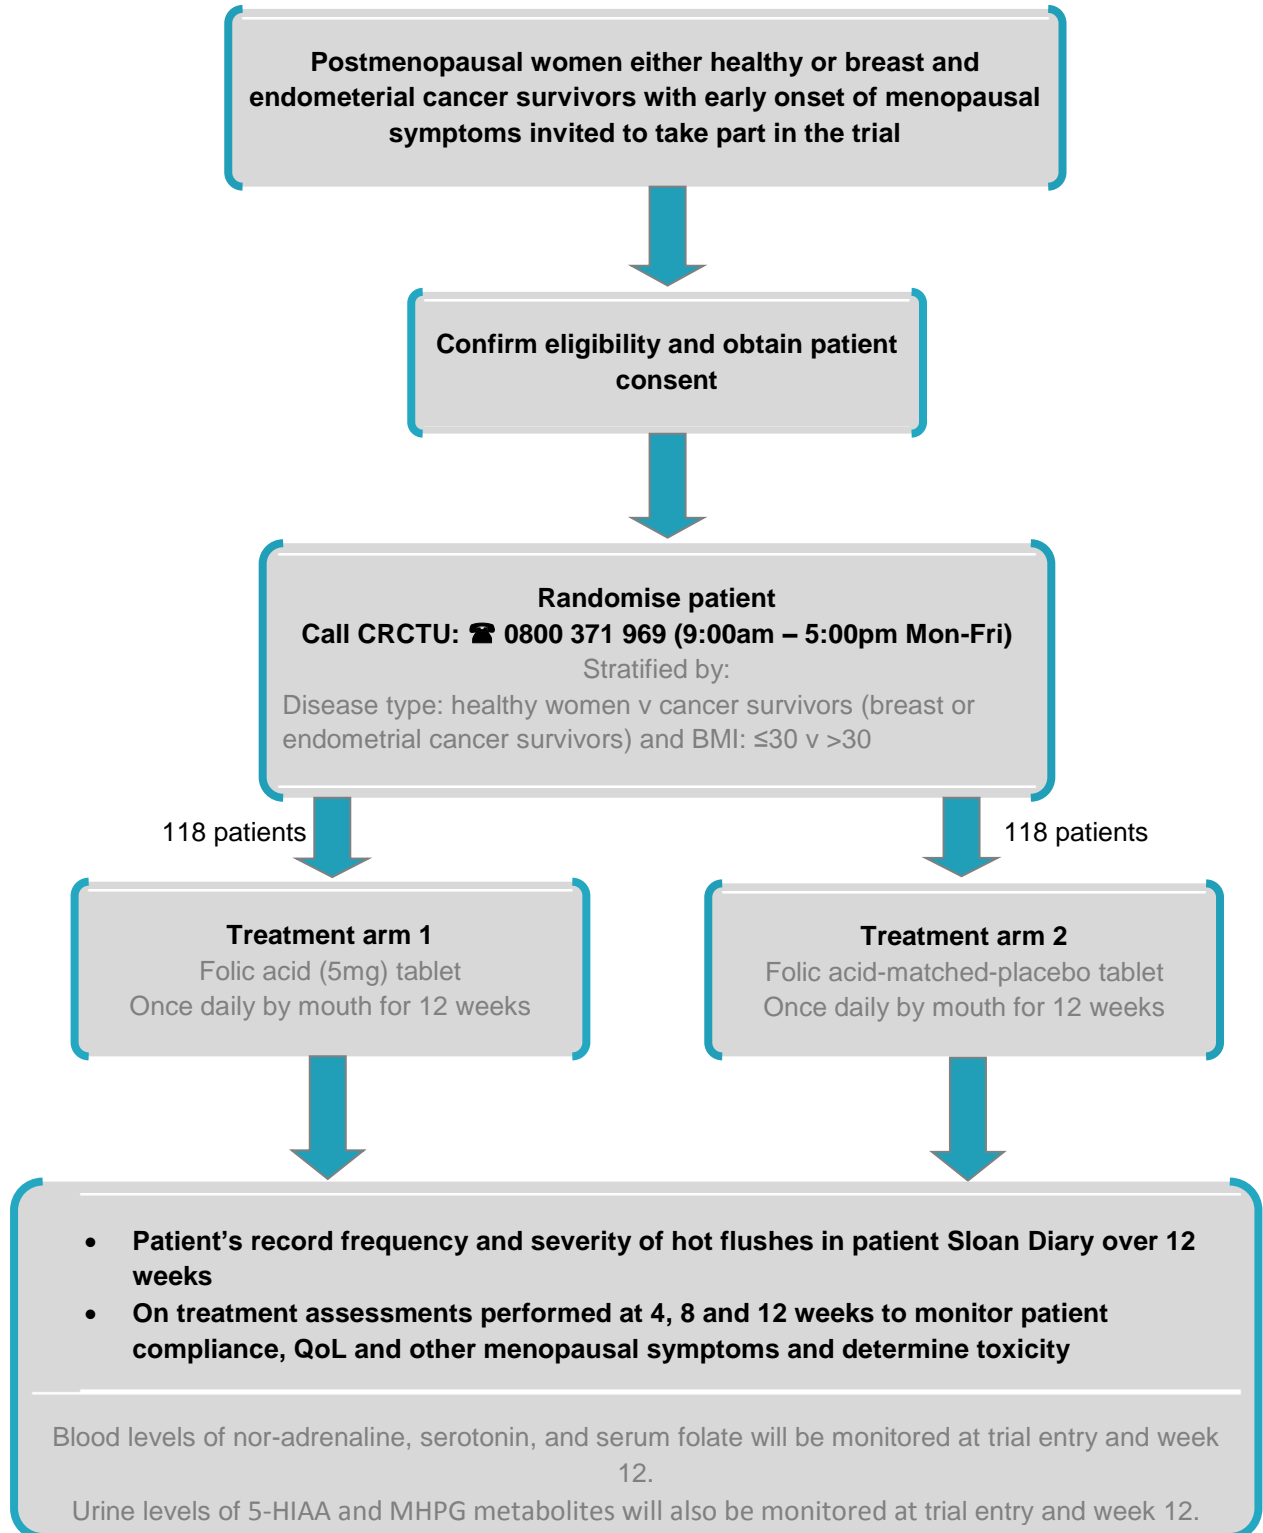 Postmenopausal women either healthy or breast and
endometerial cancer survivors with early onset of menopausal
symptoms invited to take part in the trial
Confirm eligibility and obtain patient
consent
Randomise patient
Call CRCTU: ☎ 0800 371 969 (9:00am – 5:00pm Mon-Fri)
Stratified by:
Disease type: healthy women v cancer survivors (breast or
endometrial cancer survivors) and BMI: ≤30 v >30
118 patients
118 patients
Treatment arm 1
Folic acid (5mg) tablet
Once daily by mouth for 12 weeks
Treatment arm 2
Folic acid-matched-placebo tablet
Once daily by mouth for 12 weeks
• Patient’s record frequency and severity of hot flushes in patient Sloan Diary over 12
weeks
• On treatment assessments performed at 4, 8 and 12 weeks to monitor patient
compliance, QoL and other menopausal symptoms and determine toxicity
Blood levels of nor-adrenaline, serotonin, and serum folate will be monitored at trial entry and week
12.
Urine levels of 5-HIAA and MHPG metabolites will also be monitored at trial entry and week 12.